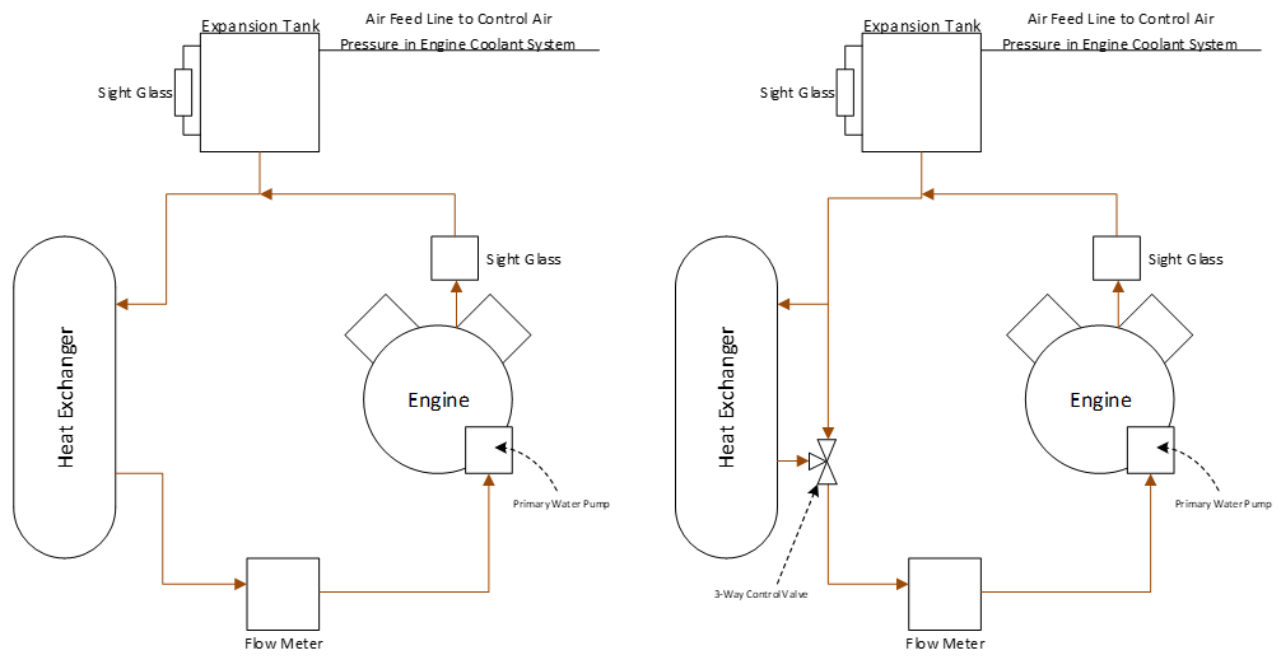 Expansion Tank
Air Feed Line to Control Air
Pressure in Engine Coolant System
Sight Glass
Sight Glass
Heat Exchanger
Engine
Primary Water Pump
Flow Meter
Expansion Tank
Air Feed Line to Control Air
Pressure in Engine Coolant System
Sight Glass
Sight Glass
Heat Exchanger
Engine
Primary Water Pump
3-Way Control Valve
Flow Meter